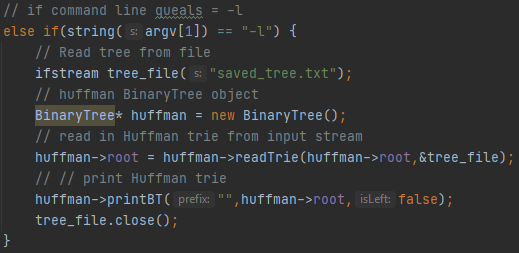 // if command line queals = -l
else if(string( s: argv[1]) == "-l") {
// Read tree from file
ifstream tree_file( s: "saved_tree.txt");
// huffman BinaryTree object
BinaryTree* huffman = new BinaryTree();
// read in Huffman trie from input stream
huffman->root = huffman->readTrie(huffman->root,&tree_file);
// // print Huffman trie
huffman->printBT( prefix: "",huffman->root, isLeft: false);
tree_file.close();
}